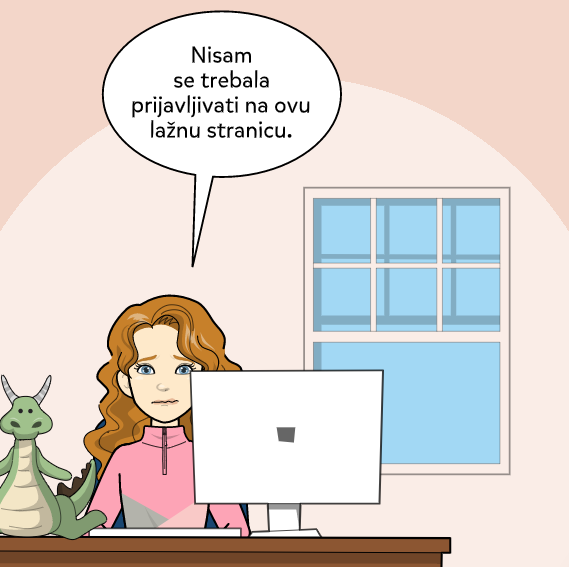 Nisam
se trebala
prijavljivati na ovu
lažnu stranicu.